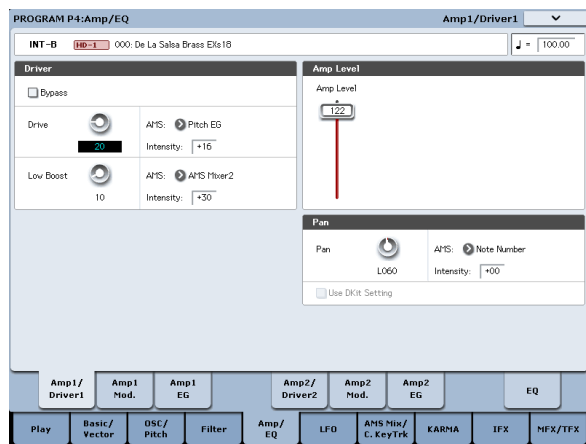 PROGRAM P4:Amp/EQ Amp1/Driver1
INT-B HD-1 000: De La Salsa Brass EXs18 ♩ = 100.00
Driver
Bypass
Drive AMS: Pitch EG
20 Intensity: +16
Low Boost AMS: AMS Mixer2
10 Intensity: +30
Amp Level
Amp Level
122
Pan
Pan AMS: Note Number
L060 Intensity: +00
Use DKit Setting
Amp1/
Driver1
Amp1
Mod.
Amp1
EG
Amp2/
Driver2
Amp2
Mod.
Amp2
EG
EQ
Play
Basic/
Vector
OSC/
Pitch
Filter
Amp/
EQ
LFO
AMS Mix/
C. KeyTrk
KARMA
IFX
MFX/TFX